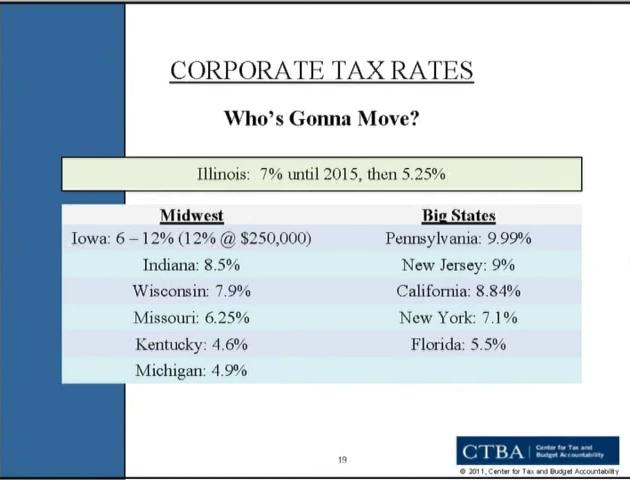 CORPORATE TAX RATES
Who's Gonna Move?
Illinois: 7% until 2015, then 5.25%
Midwest
Iowa: 6 – 12% (12% @ $250,000)
Indiana: 8.5%
Wisconsin: 7.9%
Missouri: 6.25%
Kentucky: 4.6%
Michigan: 4.9%
Big States
Pennsylvania: 9.99%
New Jersey: 9%
California: 8.84%
New York: 7.1%
Florida: 5.5%
19
CTBA
Center for Tax and
Budget Accountability
© 2011, Center for Tax and Budget Accountability